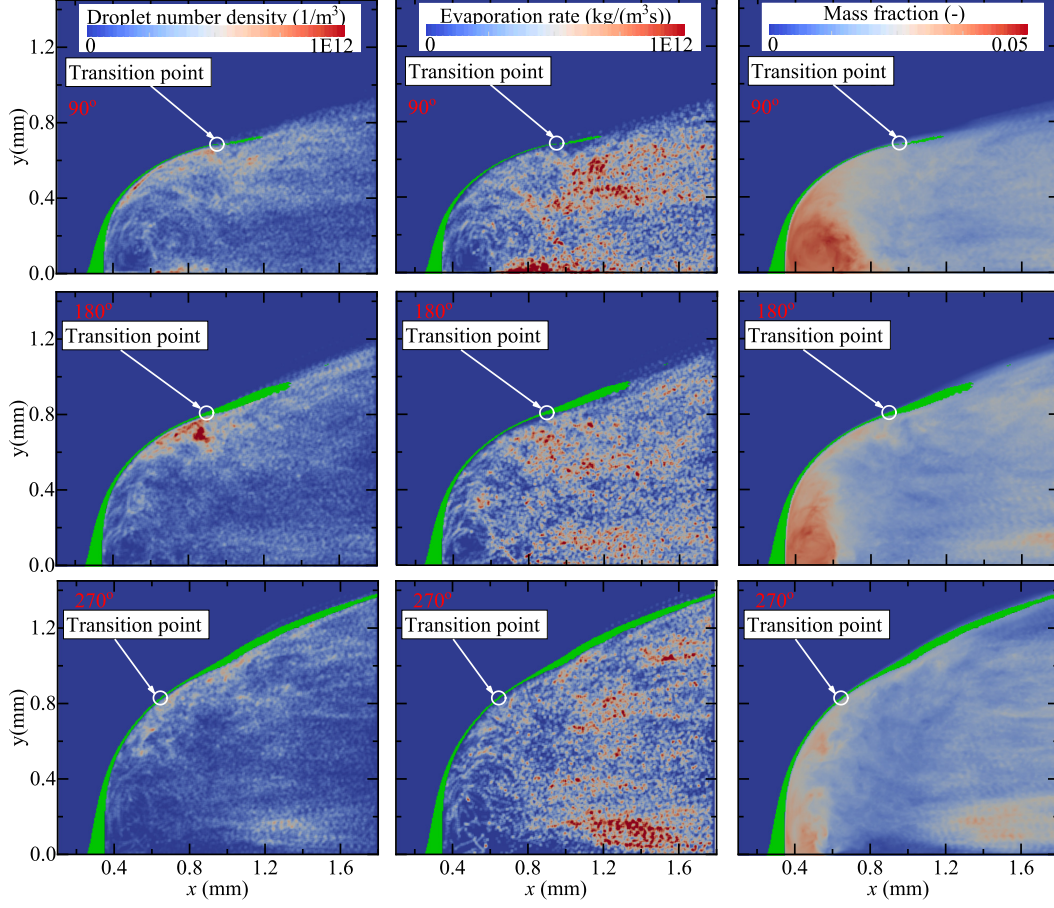 Droplet number density (1/m³)
0 1E12
Evaporation rate (kg/(m³s))
0 1E12
Mass fraction (-)
0 0.05
Transition point
Transition point
Transition point
90°
90°
90°
y(mm)
1.2
0.8
0.4
0.0
180°
180°
180°
Transition point
Transition point
Transition point
y(mm)
1.2
0.8
0.4
0.0
270°
270°
270°
Transition point
Transition point
Transition point
y(mm)
1.2
0.8
0.4
0.0
0.4 0.8 1.2 1.6
0.4 0.8 1.2 1.6
0.4 0.8 1.2 1.6
x (mm)
x (mm)
x (mm)